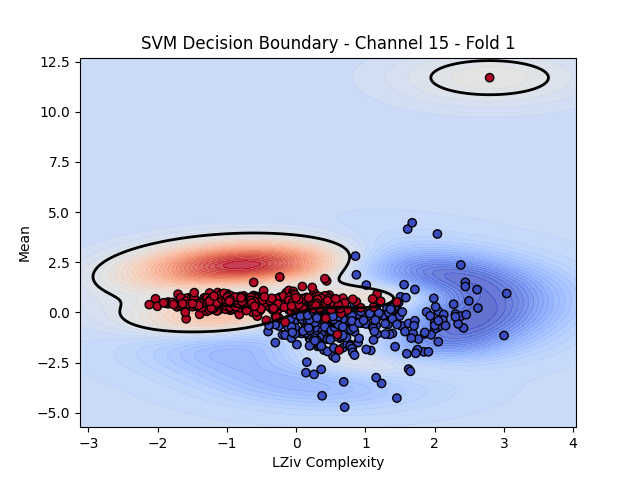 SVM Decision Boundary - Channel 15 - Fold 1
12.5
10.0
7.5
5.0
2.5
0.0
−2.5
−5.0
Mean
−3 −2 −1 0 1 2 3 4
LZiv Complexity